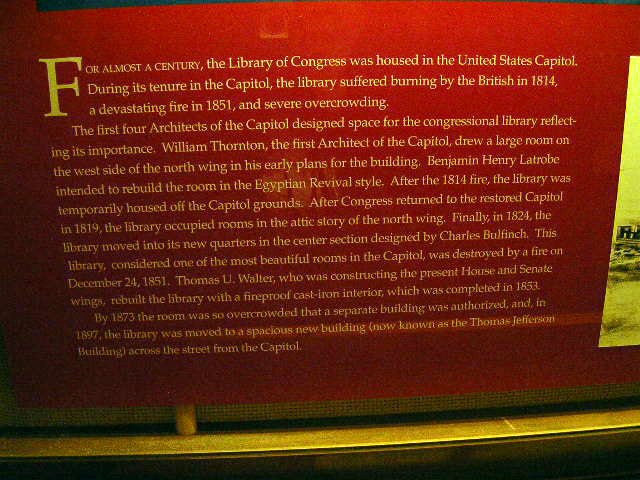 FOR ALMOST A CENTURY, the Library of Congress was housed in the United States Capitol.
During its tenure in the Capitol, the library suffered burning by the British in 1814,
a devastating fire in 1851, and severe overcrowding.
The first four Architects of the Capitol designed space for the congressional library reflect-
ing its importance. William Thornton, the first Architect of the Capitol, drew a large room on
the west side of the north wing in his early plans for the building. Benjamin Henry Latrobe
intended to rebuild the room in the Egyptian Revival style. After the 1814 fire, the library was
temporarily housed off the Capitol grounds. After Congress returned to the restored Capitol
in 1819, the library occupied rooms in the attic story of the north wing. Finally, in 1824, the
library moved into its new quarters in the center section designed by Charles Bulfinch. This
library, considered one of the most beautiful rooms in the Capitol, was destroyed by a fire on
December 24, 1851. Thomas U. Walter, who was constructing the present House and Senate
wings, rebuilt the library with a fireproof cast-iron interior, which was completed in 1853.
By 1873 the room was so overcrowded that a separate building was authorized, and, in
1897, the library was moved to a spacious new building (now known as the Thomas Jefferson
Building) across the street from the Capitol.